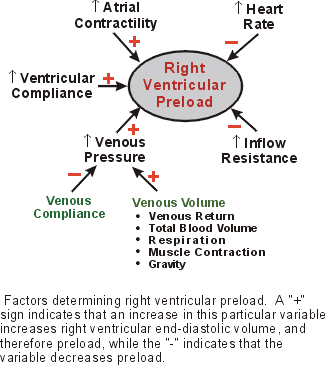 ↑ Atrial
Contractility
↑ Heart
Rate
+
−
Right
Ventricular
Preload
↑ Ventricular
Compliance
+
+
−
↑ Venous
Pressure
↑ Inflow
Resistance
−
+
Venous
Compliance
Venous Volume
• Venous Return
• Total Blood Volume
• Respiration
• Muscle Contraction
• Gravity
Factors determining right ventricular preload. A "+"
sign indicates that an increase in this particular variable
increases right ventricular end-diastolic volume, and
therefore preload, while the "-" indicates that the
variable decreases preload.